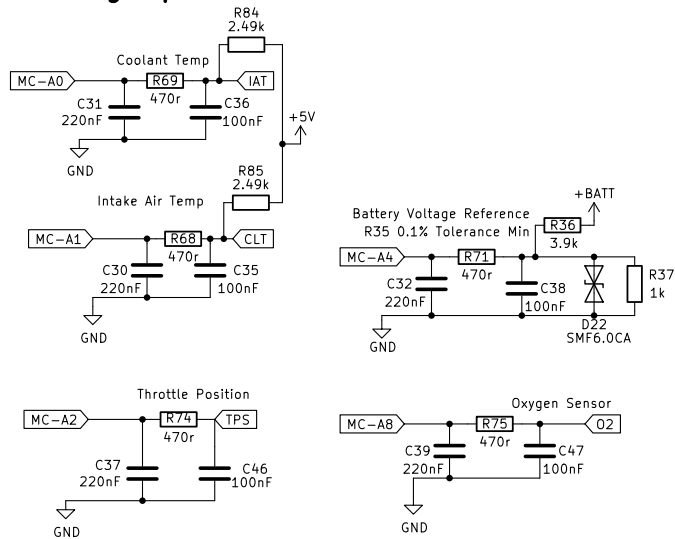 R84
2.49k
Coolant Temp
MC-A0
R69
IAT
470r
C31
220nF
C36
100nF
+5V
GND
R85
2.49k
Intake Air Temp
MC-A1
R68
CLT
470r
C30
220nF
C35
100nF
GND
+BATT
Battery Voltage Reference
R36
R35 0.1% Tolerance Min
3.9k
MC-A4
R71
470r
R37
1k
C32
220nF
C38
100nF
D22
SMF6.0CA
GND
Throttle Position
MC-A2
R74
TPS
470r
C37
220nF
C46
100nF
GND
Oxygen Sensor
MC-A8
R75
O2
470r
C39
220nF
C47
100nF
GND